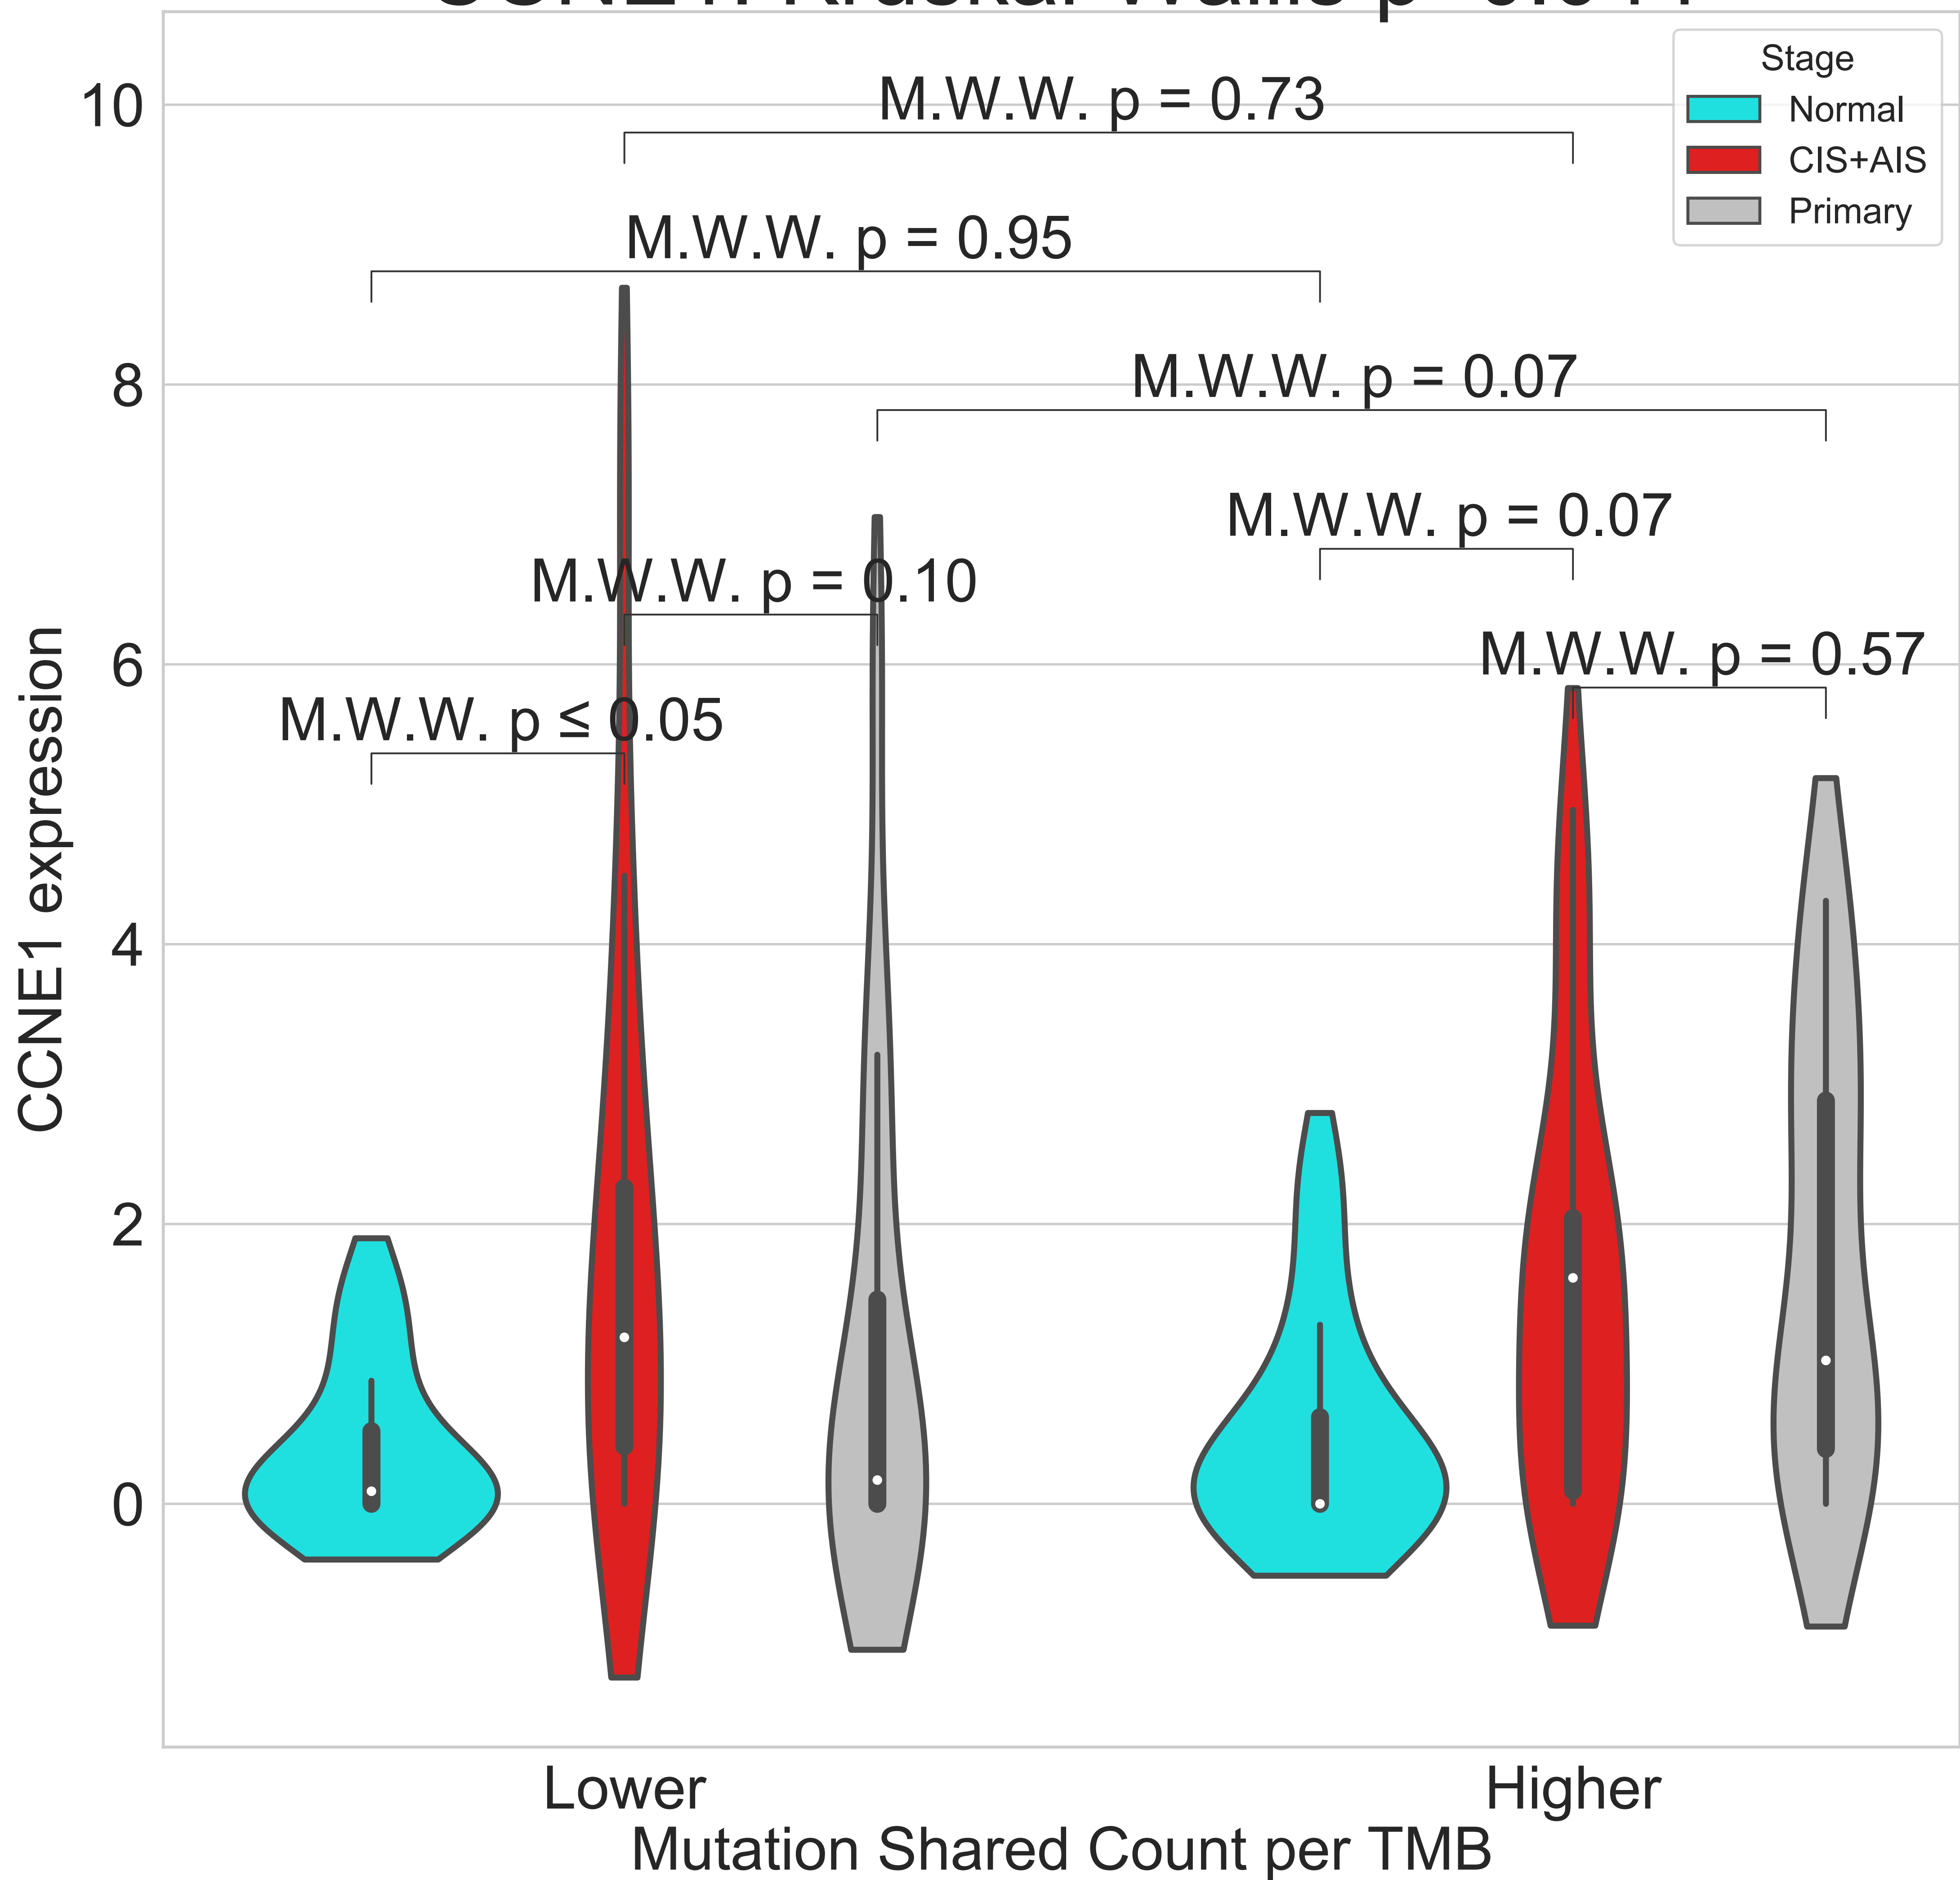 Stage
Normal
CIS+AIS
Primary
M.W.W. p = 0.73
M.W.W. p = 0.95
M.W.W. p = 0.07
M.W.W. p = 0.07
M.W.W. p = 0.10
M.W.W. p = 0.57
M.W.W. p ≤ 0.05
10
8
6
4
2
0
CCNE1 expression
Lower
Higher
Mutation Shared Count per TMB